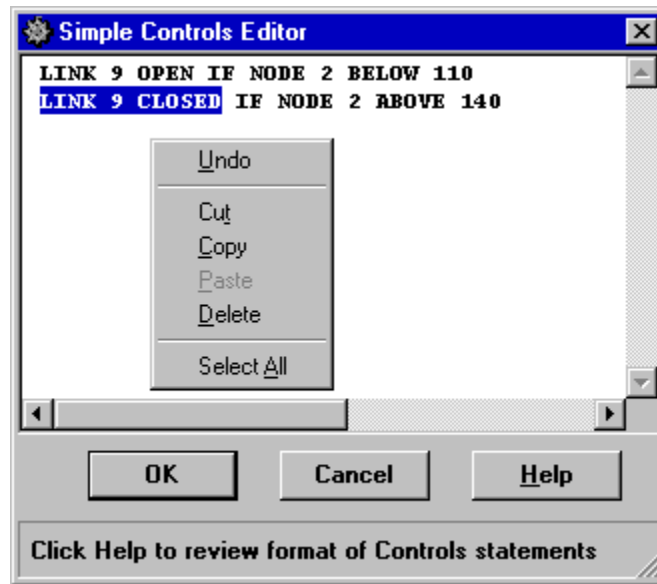 Simple Controls Editor
LINK 9 OPEN IF NODE 2 BELOW 110
LINK 9 CLOSED IF NODE 2 ABOVE 140
Undo
Cut
Copy
Paste
Delete
Select All
OK Cancel Help
Click Help to review format of Controls statements